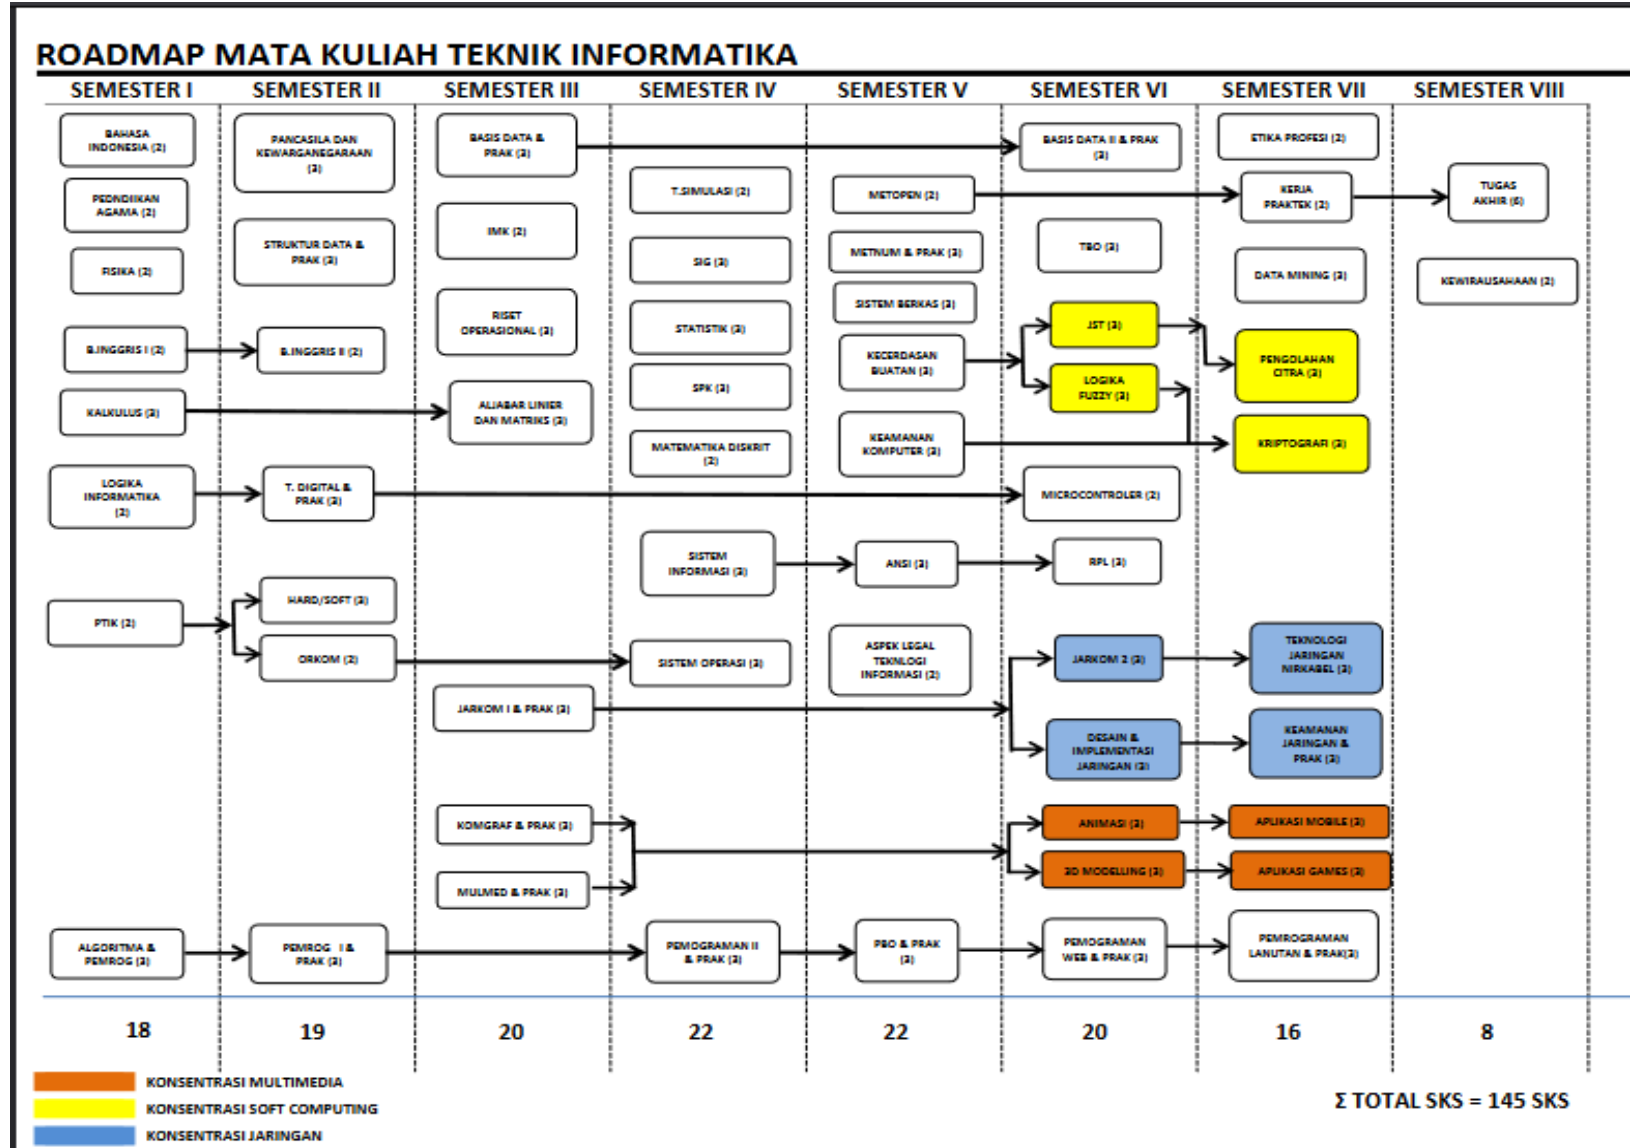 ROADMAP MATA KULIAH TEKNIK INFORMATIKA
SEMESTER I
SEMESTER II
SEMESTER III
SEMESTER IV
SEMESTER V
SEMESTER VI
SEMESTER VII
SEMESTER VIII
BAHASA
INDONESIA (2)
PEDNDIIKAN
AGAMA (2)
FISIKA (2)
B.INGGRIS I (2)
KALKULUS (3)
LOGIKA
INFORMATIKA
(2)
PTIK (2)
ALGORITMA &
PEMROG (3)
PANCASILA DAN
KEWARGANEGARAAN
(3)
STRUKTUR DATA &
PRAK (3)
B.INGGRIS II (2)
T. DIGITAL &
PRAK (3)
HARD/SOFT (3)
ORKOM (2)
PEMROG I &
PRAK (3)
BASIS DATA &
PRAK (3)
IMK (2)
RISET
OPERASIONAL (3)
ALJABAR LINIER
DAN MATRIKS (3)
JARKOM I & PRAK (3)
KOMGRAF & PRAK (3)
MULMED & PRAK (3)
T.SIMULASI (2)
SIG (3)
STATISTIK (3)
SPK (3)
MATEMATIKA DISKRIT
(2)
SISTEM
INFORMASI (3)
SISTEM OPERASI (3)
PEMOGRAMAN II
& PRAK (3)
METOPEN (2)
METNUM & PRAK (3)
SISTEM BERKAS (3)
KECERDASAN
BUATAN (3)
KEAMANAN
KOMPUTER (3)
ANSI (3)
ASPEK LEGAL
TEKNLOGI
INFORMASI (2)
PBO & PRAK
(3)
BASIS DATA II & PRAK
(3)
TBO (3)
JST (3)
LOGIKA
FUZZY (3)
MICROCONTROLER (2)
RPL (3)
JARKOM 2 (3)
DESAIN &
IMPLEMENTASI
JARINGAN (3)
ANIMASI (3)
3D MODELLING (3)
PEMOGRAMAN
WEB & PRAK (3)
ETIKA PROFESI (2)
KERJA
PRAKTEK (2)
DATA MINING (3)
PENGOLAHAN
CITRA (3)
KRIPTOGRAFI (3)
TEKNOLOGI
JARINGAN
NIRKABEL (3)
KEAMANAN
JARINGAN &
PRAK (3)
APLIKASI MOBILE (3)
APLIKASI GAMES (3)
PEMROGRAMAN
LANUTAN & PRAK(3)
TUGAS
AKHIR (6)
KEWIRAUSAHAAN (2)
18
19
20
22
22
20
16
8
KONSENTRASI MULTIMEDIA
KONSENTRASI SOFT COMPUTING
KONSENTRASI JARINGAN
Σ TOTAL SKS = 145 SKS